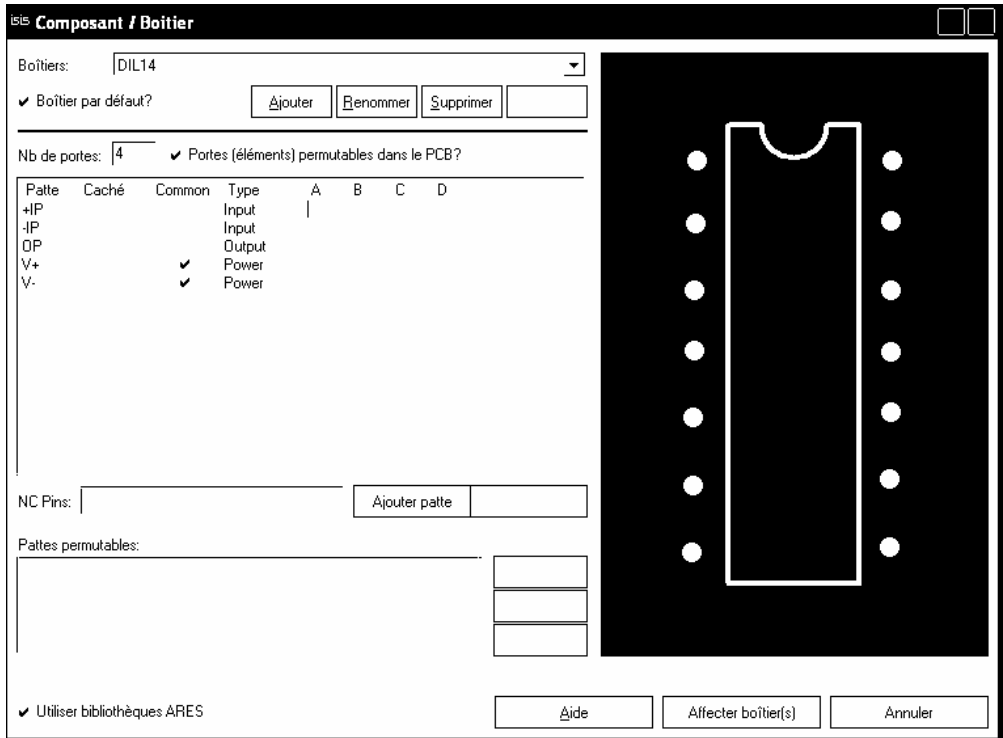 isis Composant / Boitier
Boîtiers: DIL14
✔ Boîtier par défaut? Ajouter Renommer Supprimer
Nb de portes: 4 ✔ Portes (éléments) permutables dans le PCB?
Patte Caché Common Type A B C D
+IP Input
-IP Input
OP Output
V+ ✔ Power
V- ✔ Power
NC Pins: Ajouter patte
Pattes permutables:
✔ Utiliser bibliothèques ARES Aide Affecter boîtier(s) Annuler